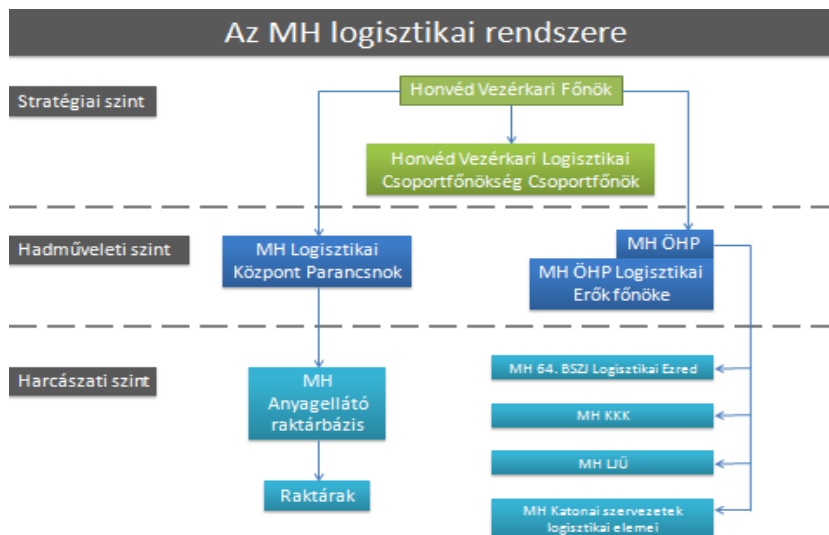 Az MH logisztikai rendszere
Stratégiai szint
Honvéd Vezérkari Főnök
Honvéd Vezérkari Logisztikai
Csoportfőnökség Csoportfőnök
Hadműveleti szint
MH Logisztikai
Központ Parancsnok
MH ÖHP
MH ÖHP Logisztikai
Erők főnöke
Harcászati szint
MH
Anyagellátó
raktárbázis
Raktárak
MH 64. BSZJ Logisztikai Ezred
MH KKK
MH LJÜ
MH Katonai szervezetek
logisztikai elemei